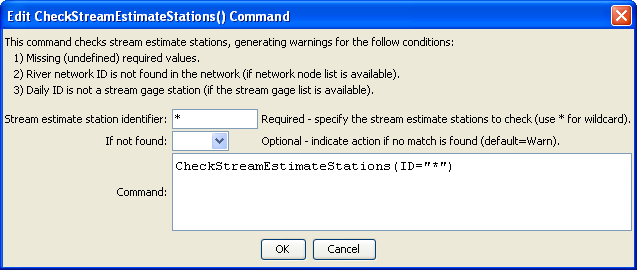 Edit CheckStreamEstimateStations() Command
This command checks stream estimate stations, generating warnings for the follow conditions:
1) Missing (undefined) required values.
2) River network ID is not found in the network (if network node list is available).
3) Daily ID is not a stream gage station (if the stream gage list is available).
Stream estimate station identifier: * Required - specify the stream estimate stations to check (use * for wildcard).
If not found: Optional - indicate action if no match is found (default=Warn).
CheckStreamEstimateStations(ID="*")
Command:
OK Cancel